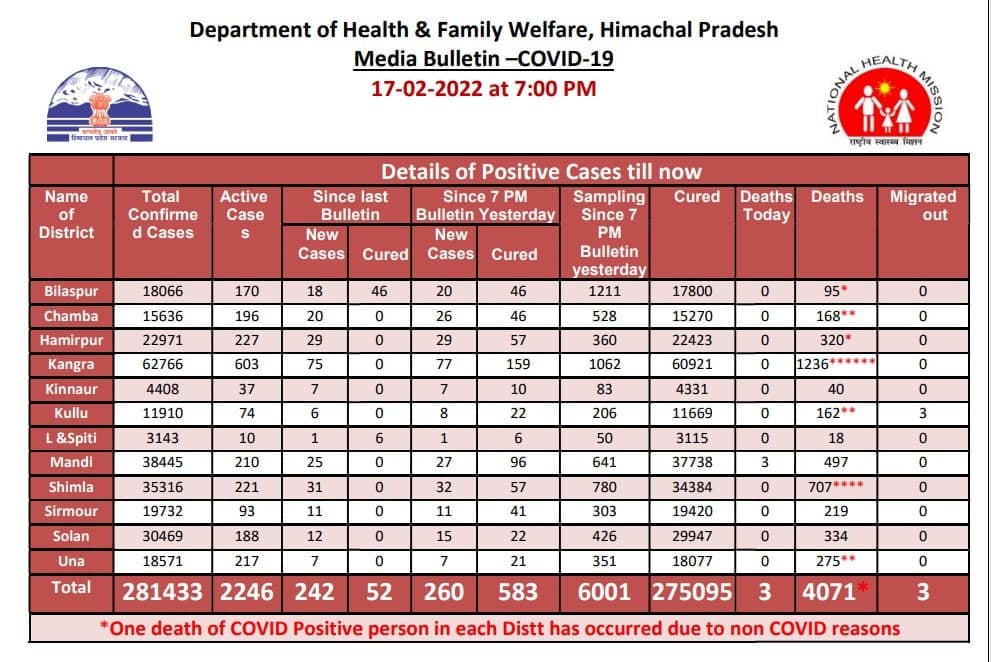 Department of Health & Family Welfare, Himachal Pradesh
Media Bulletin –COVID-19
17-02-2022 at 7:00 PM
NATIONAL HEALTH MISSION
राष्ट्रीय स्वास्थ्य मिशन
सत्यमेव जयते
हिमाचल प्रदेश सरकार
Details of Positive Cases till now
Name of District Total Confirme d Cases Active Case s Since last Bulletin Since 7 PM Bulletin Yesterday Sampling Since 7 PM Bulletin yesterday Cured Deaths Today Deaths Migrated out
New Cases Cured New Cases Cured
Bilaspur 18066 170 18 46 20 46 1211 17800 0 95* 0
Chamba 15636 196 20 0 26 46 528 15270 0 168** 0
Hamirpur 22971 227 29 0 29 57 360 22423 0 320* 0
Kangra 62766 603 75 0 77 159 1062 60921 0 1236****** 0
Kinnaur 4408 37 7 0 7 10 83 4331 0 40 0
Kullu 11910 74 6 0 8 22 206 11669 0 162** 3
L &Spiti 3143 10 1 6 1 6 50 3115 0 18 0
Mandi 38445 210 25 0 27 96 641 37738 3 497 0
Shimla 35316 221 31 0 32 57 780 34384 0 707**** 0
Sirmour 19732 93 11 0 11 41 303 19420 0 219 0
Solan 30469 188 12 0 15 22 426 29947 0 334 0
Una 18571 217 7 0 7 21 351 18077 0 275** 0
Total 281433 2246 242 52 260 583 6001 275095 3 4071* 3
*One death of COVID Positive person in each Distt has occurred due to non COVID reasons